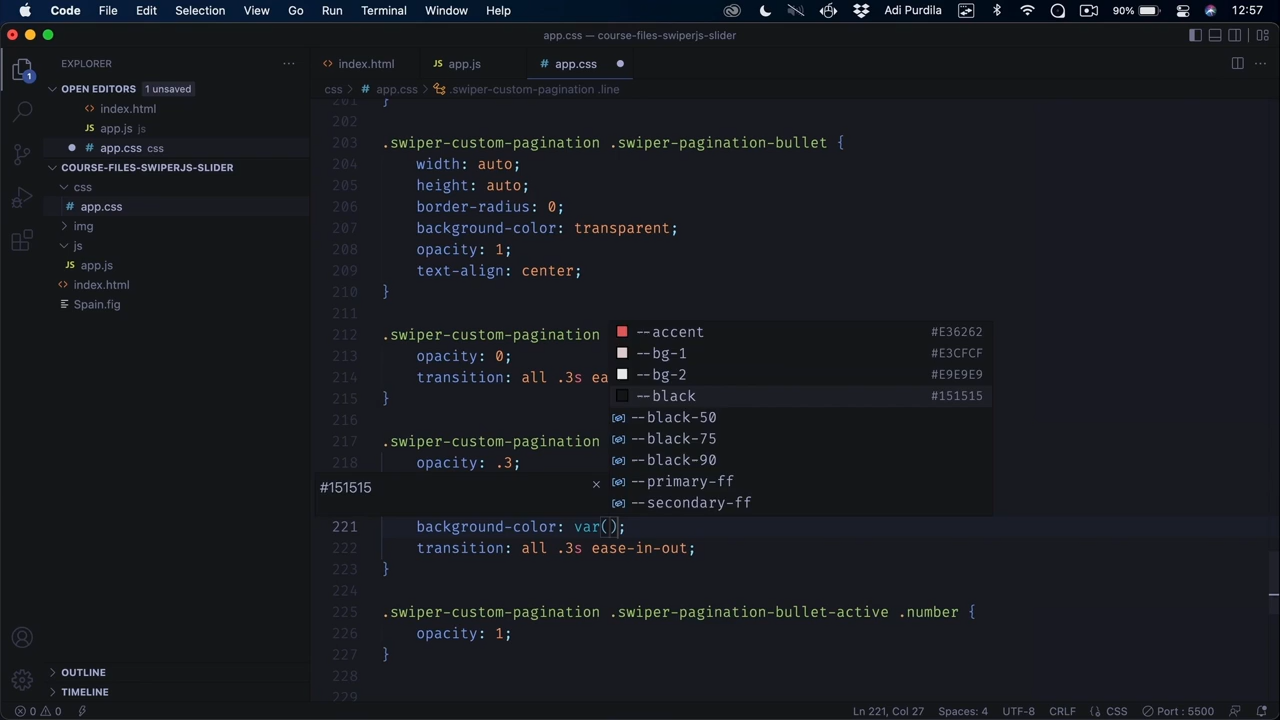 Code File Edit Selection View Go Run Terminal Window Help Adi Purdila 90% 12:57
app.css — course-files-swiperjs-slider
EXPLORER
OPEN EDITORS 1 unsaved
index.html
app.js js
app.css css
COURSE-FILES-SWIPERJS-SLIDER
css
# app.css
img
js
JS app.js
index.html
Spain.fig
OUTLINE
TIMELINE
<> index.html JS app.js # app.css
css > # app.css > .swiper-custom-pagination .line
201 }
202
203 .swiper-custom-pagination .swiper-pagination-bullet {
204 width: auto;
205 height: auto;
206 border-radius: 0;
207 background-color: transparent;
208 opacity: 1;
209 text-align: center;
210 }
211
212 .swiper-custom-pagination
213 opacity: 0;
214 transition: all .3s ea
215 }
216
217 .swiper-custom-pagination
218 opacity: .3;
--accent #E36262
--bg-1 #E3CFCF
--bg-2 #E9E9E9
--black #151515
--black-50
--black-75
--black-90
--primary-ff
--secondary-ff
#151515 ×
221 background-color: var();
222 transition: all .3s ease-in-out;
223 }
224
225 .swiper-custom-pagination .swiper-pagination-bullet-active .number {
226 opacity: 1;
227 }
228
229
0 0 Ln 221, Col 27 Spaces: 4 UTF-8 CRLF {} CSS Port : 5500